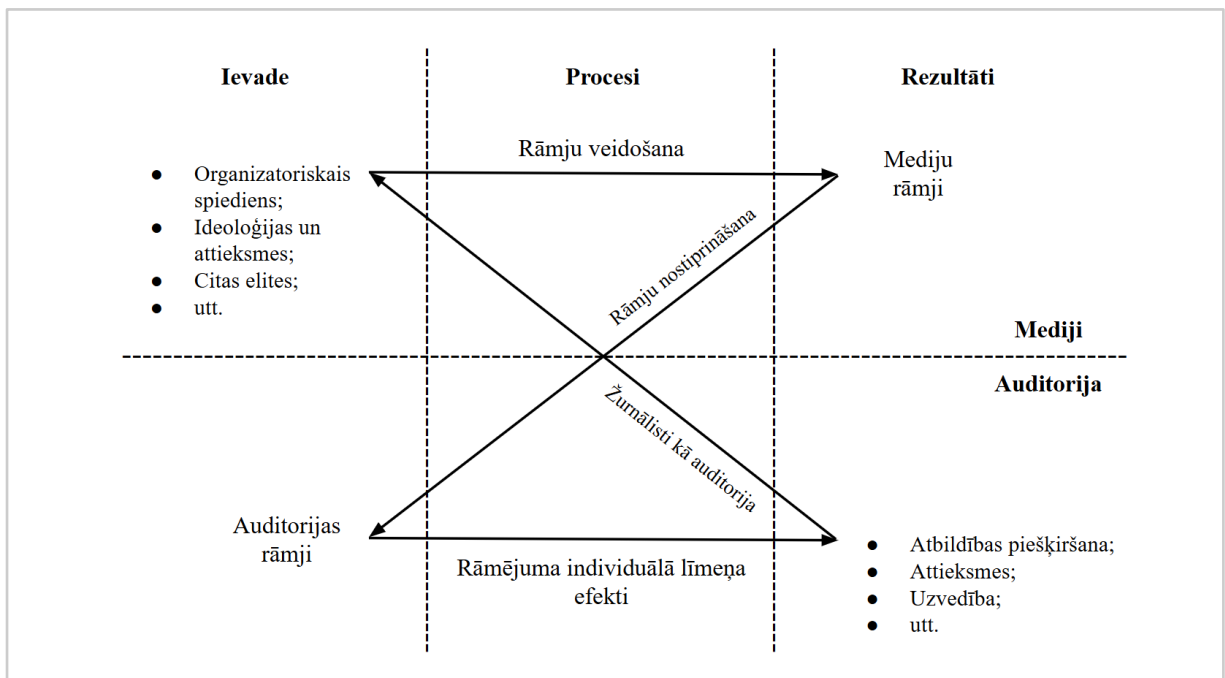 Ievade
Procesi
Rezultāti
Rāmju veidošana
● Organizatoriskais
spiediens;
● Ideoloģijas un
attieksmes;
● Citas elites;
● utt.
Mediju
rāmji
Rāmju nostiprināšana
Mediji
Auditorija
Žurnālisti kā auditorija
Auditorijas
rāmji
Rāmējuma individuālā līmeņa
efekti
● Atbildības piešķiršana;
● Attieksmes;
● Uzvedība;
● utt.